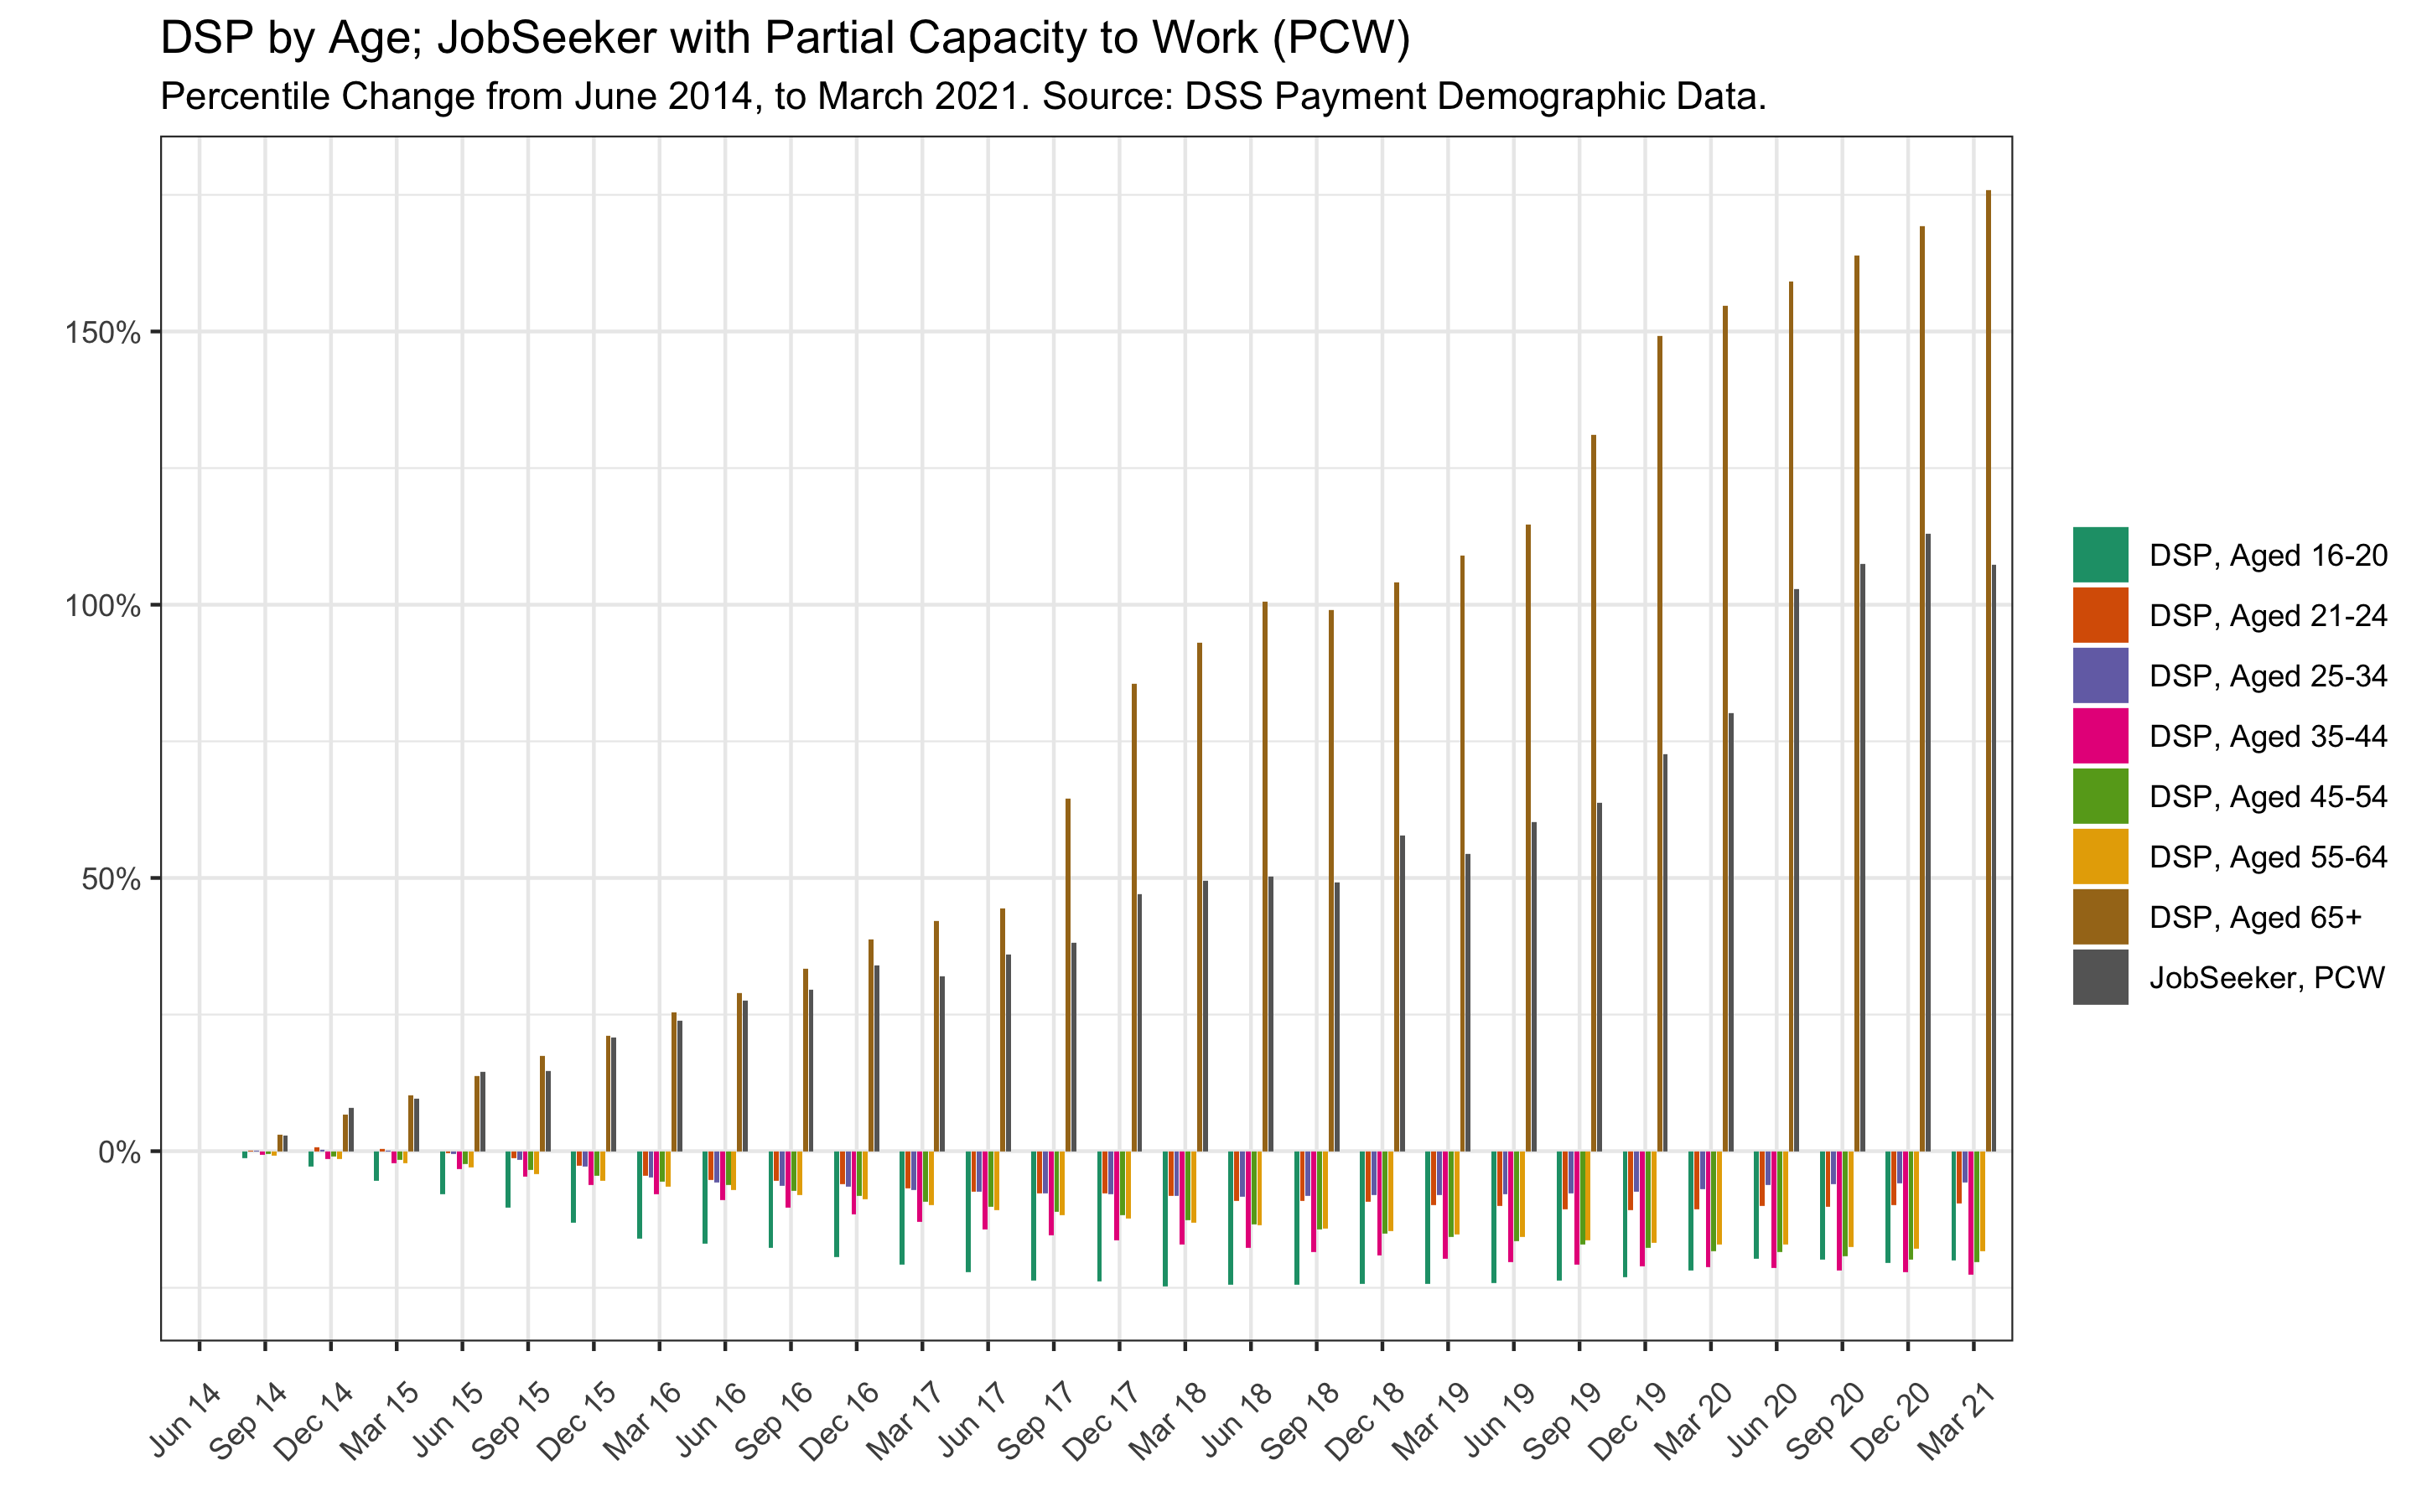 DSP by Age; JobSeeker with Partial Capacity to Work (PCW)
Percentile Change from June 2014, to March 2021. Source: DSS Payment Demographic Data.
150%
100%
50%
0%
Jun 14
Sep 14
Dec 14
Mar 15
Jun 15
Sep 15
Dec 15
Mar 16
Jun 16
Sep 16
Dec 16
Mar 17
Jun 17
Sep 17
Dec 17
Mar 18
Jun 18
Sep 18
Dec 18
Mar 19
Jun 19
Sep 19
Dec 19
Mar 20
Jun 20
Sep 20
Dec 20
Mar 21
DSP, Aged 16-20
DSP, Aged 21-24
DSP, Aged 25-34
DSP, Aged 35-44
DSP, Aged 45-54
DSP, Aged 55-64
DSP, Aged 65+
JobSeeker, PCW